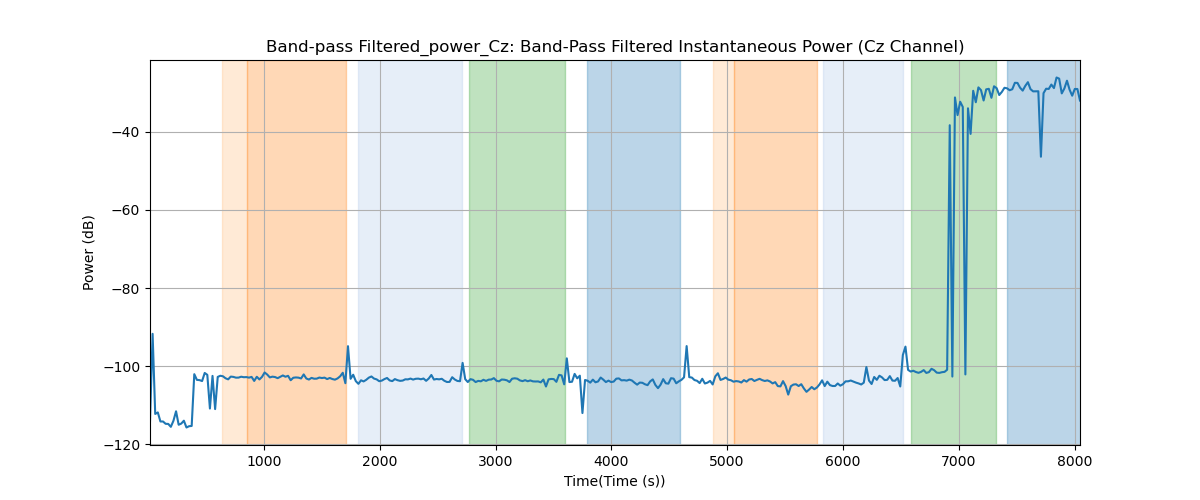 Band-pass Filtered_power_Cz: Band-Pass Filtered Instantaneous Power (Cz Channel)
Power (dB)
−40
−60
−80
−100
−120
1000 2000 3000 4000 5000 6000 7000 8000
Time(Time (s))